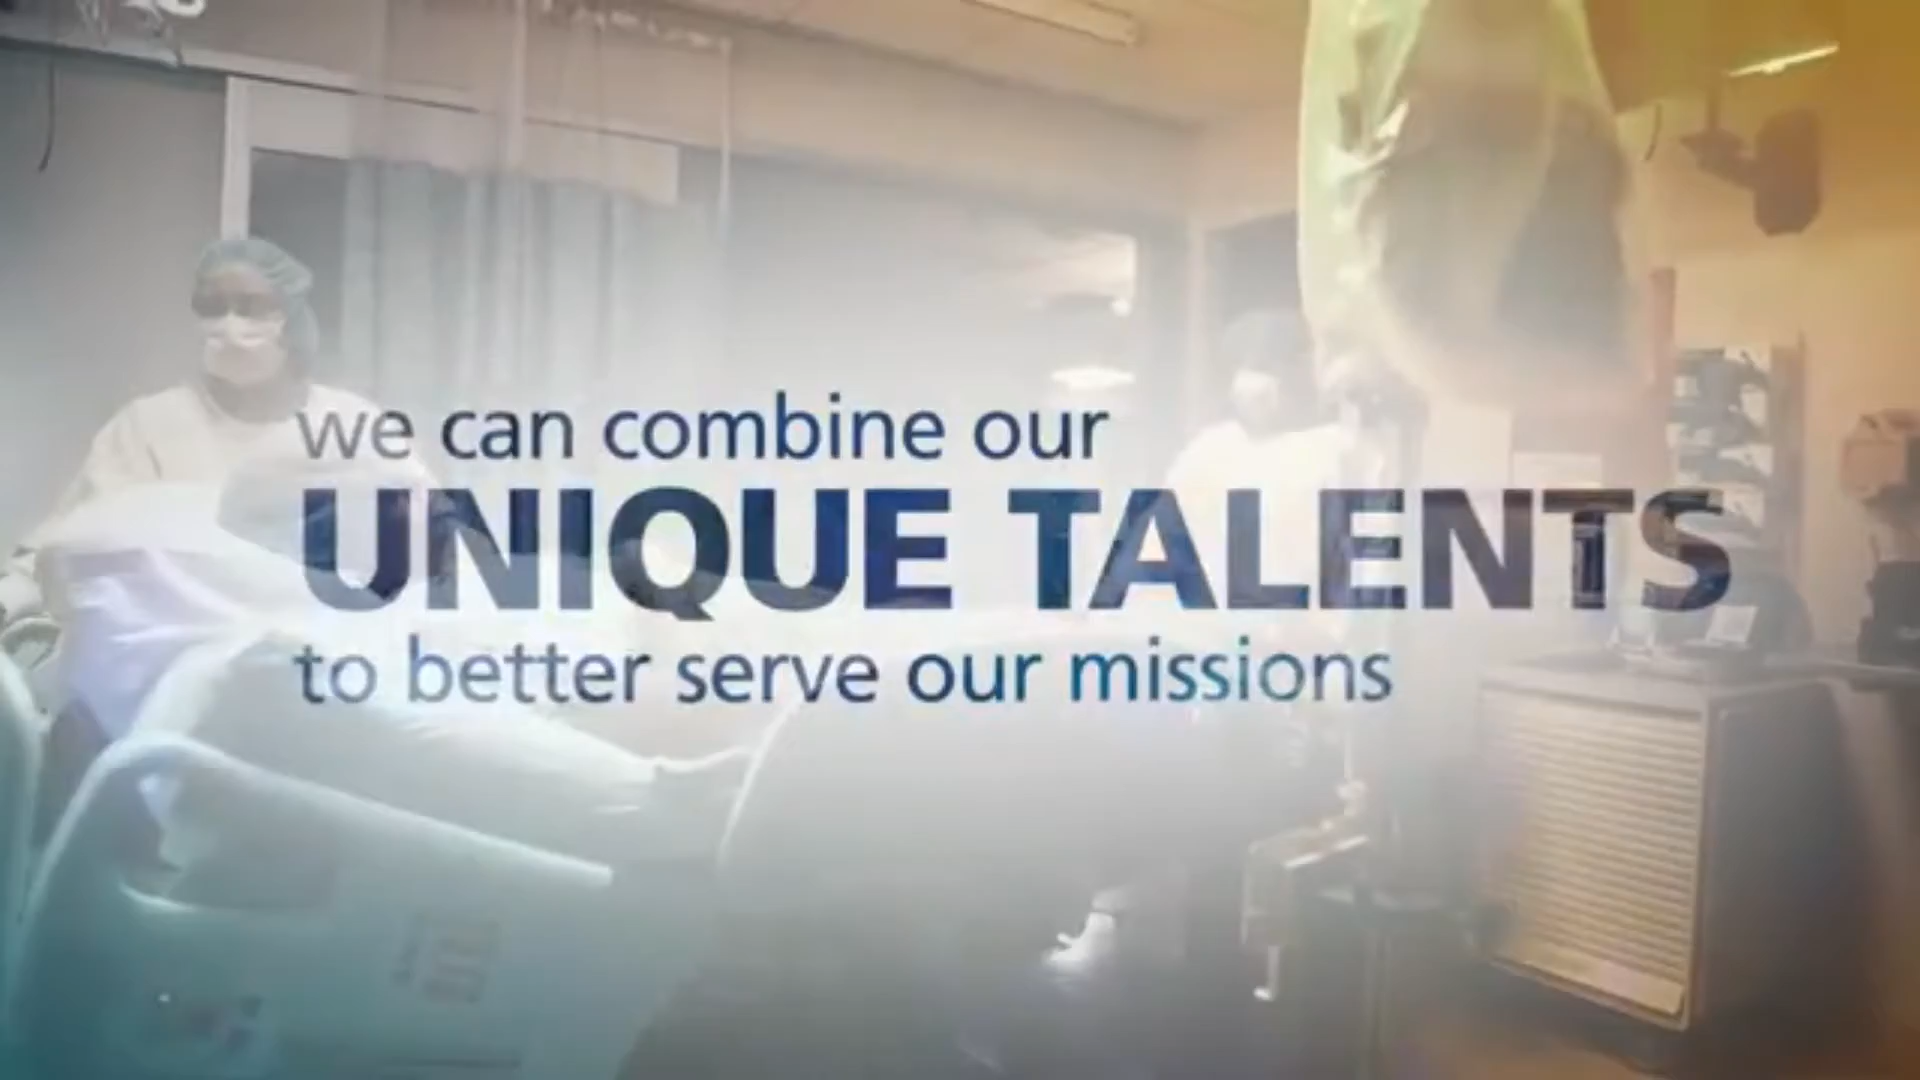 we can combine our
UNIQUE TALENTS
to better serve our missions